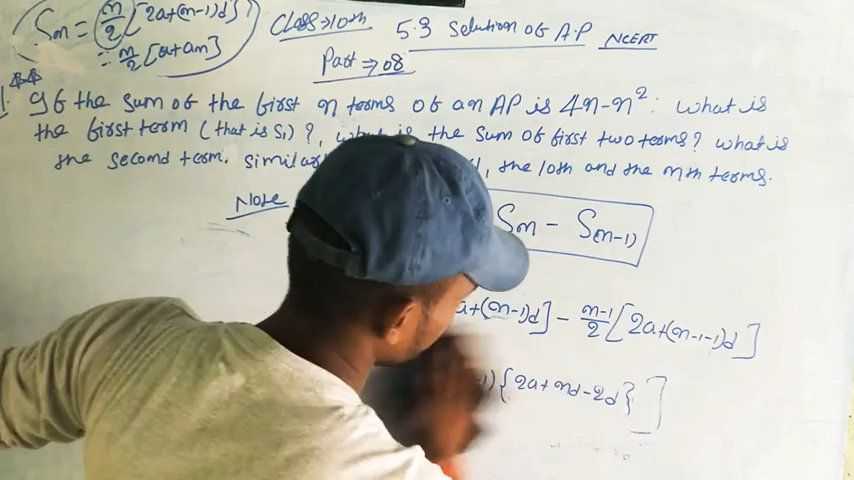 Sn = n/2 [2a+(n-1)d]
= n/2 [a+an]
Class→10th
5.3 Solution of A.P NCERT
Part→08
1. If the sum of the first n terms of an AP is 4n-n². what is
the first term (that is S1)?, what is the sum of first two terms? what is
the second term. similar, the 10th and the nth terms.
Note
Sn - S(n-1)
a+(n-1)d] - n-1/2 [2a+(n-1-1)d]
1){2a+nd-2d}]